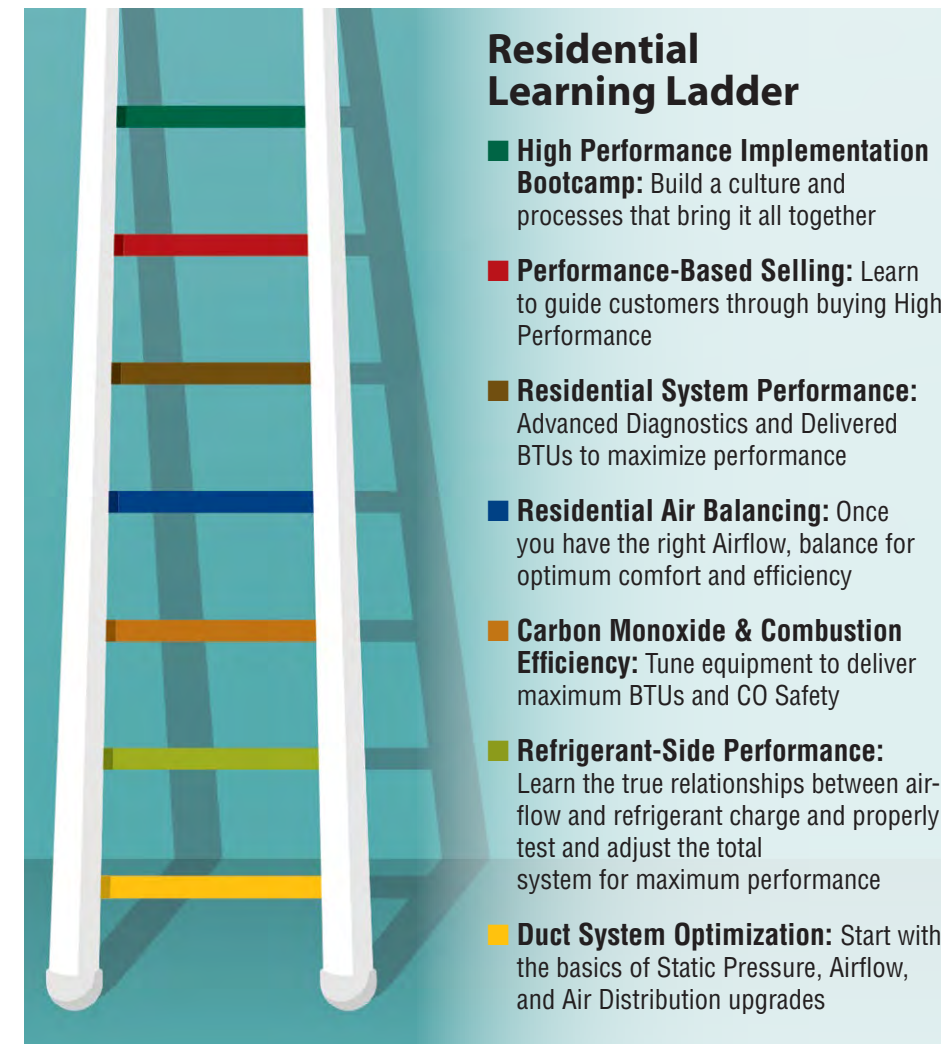 Residential
Learning Ladder
High Performance Implementation
Bootcamp: Build a culture and
processes that bring it all together
Performance-Based Selling: Learn
to guide customers through buying High
Performance
Residential System Performance:
Advanced Diagnostics and Delivered
BTUs to maximize performance
Residential Air Balancing: Once
you have the right Airflow, balance for
optimum comfort and efficiency
Carbon Monoxide & Combustion
Efficiency: Tune equipment to deliver
maximum BTUs and CO Safety
Refrigerant-Side Performance:
Learn the true relationships between air-
flow and refrigerant charge and properly
test and adjust the total
system for maximum performance
Duct System Optimization: Start with
the basics of Static Pressure, Airflow,
and Air Distribution upgrades